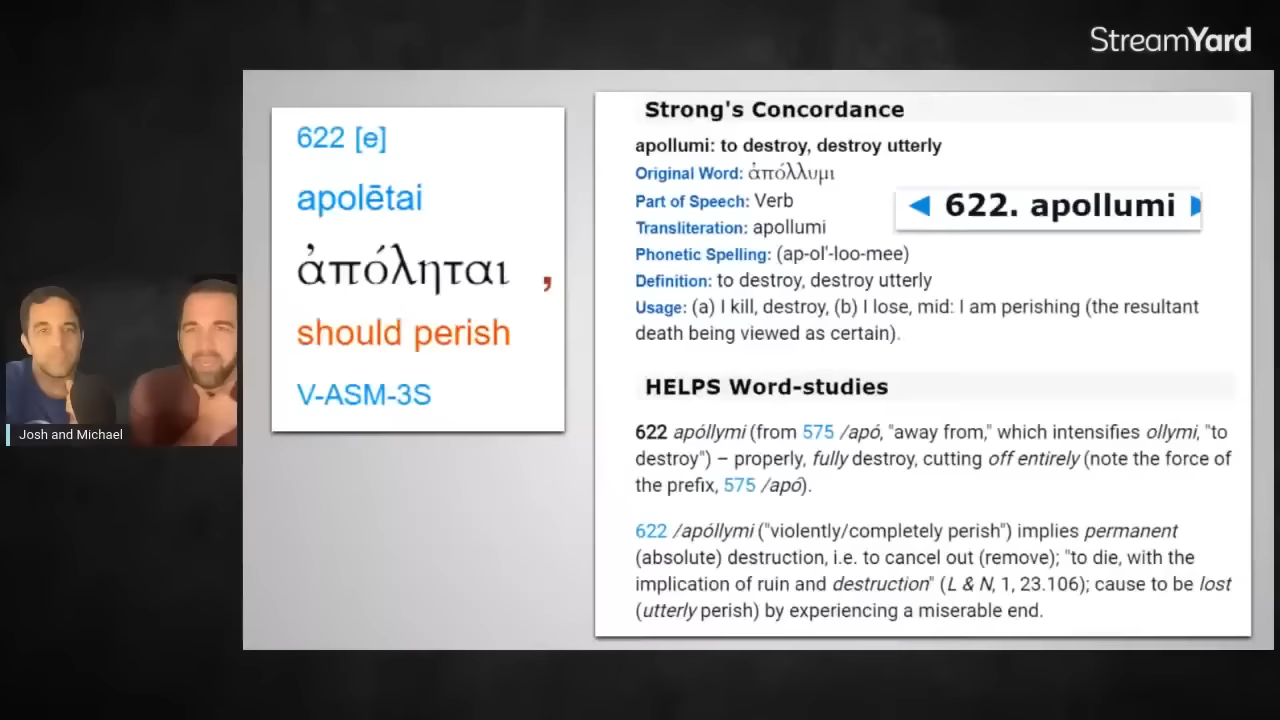 StreamYard
622 [e]
apolētai
ἀπόληται ,
should perish
V-ASM-3S
Strong's Concordance
apollumi: to destroy, destroy utterly
Original Word: ἀπόλλυμι
Part of Speech: Verb
Transliteration: apollumi
Phonetic Spelling: (ap-ol'-loo-mee)
Definition: to destroy, destroy utterly
Usage: (a) I kill, destroy, (b) I lose, mid: I am perishing (the resultant
death being viewed as certain).
◀ 622. apollumi
HELPS Word-studies
622 apóllymi (from 575 /apó, "away from," which intensifies ollymi, "to
destroy") – properly, fully destroy, cutting off entirely (note the force of
the prefix, 575 /apó).
622 /apóllymi ("violently/completely perish") implies permanent
(absolute) destruction, i.e. to cancel out (remove); "to die, with the
implication of ruin and destruction" (L & N, 1, 23.106); cause to be lost
(utterly perish) by experiencing a miserable end.
Josh and Michael